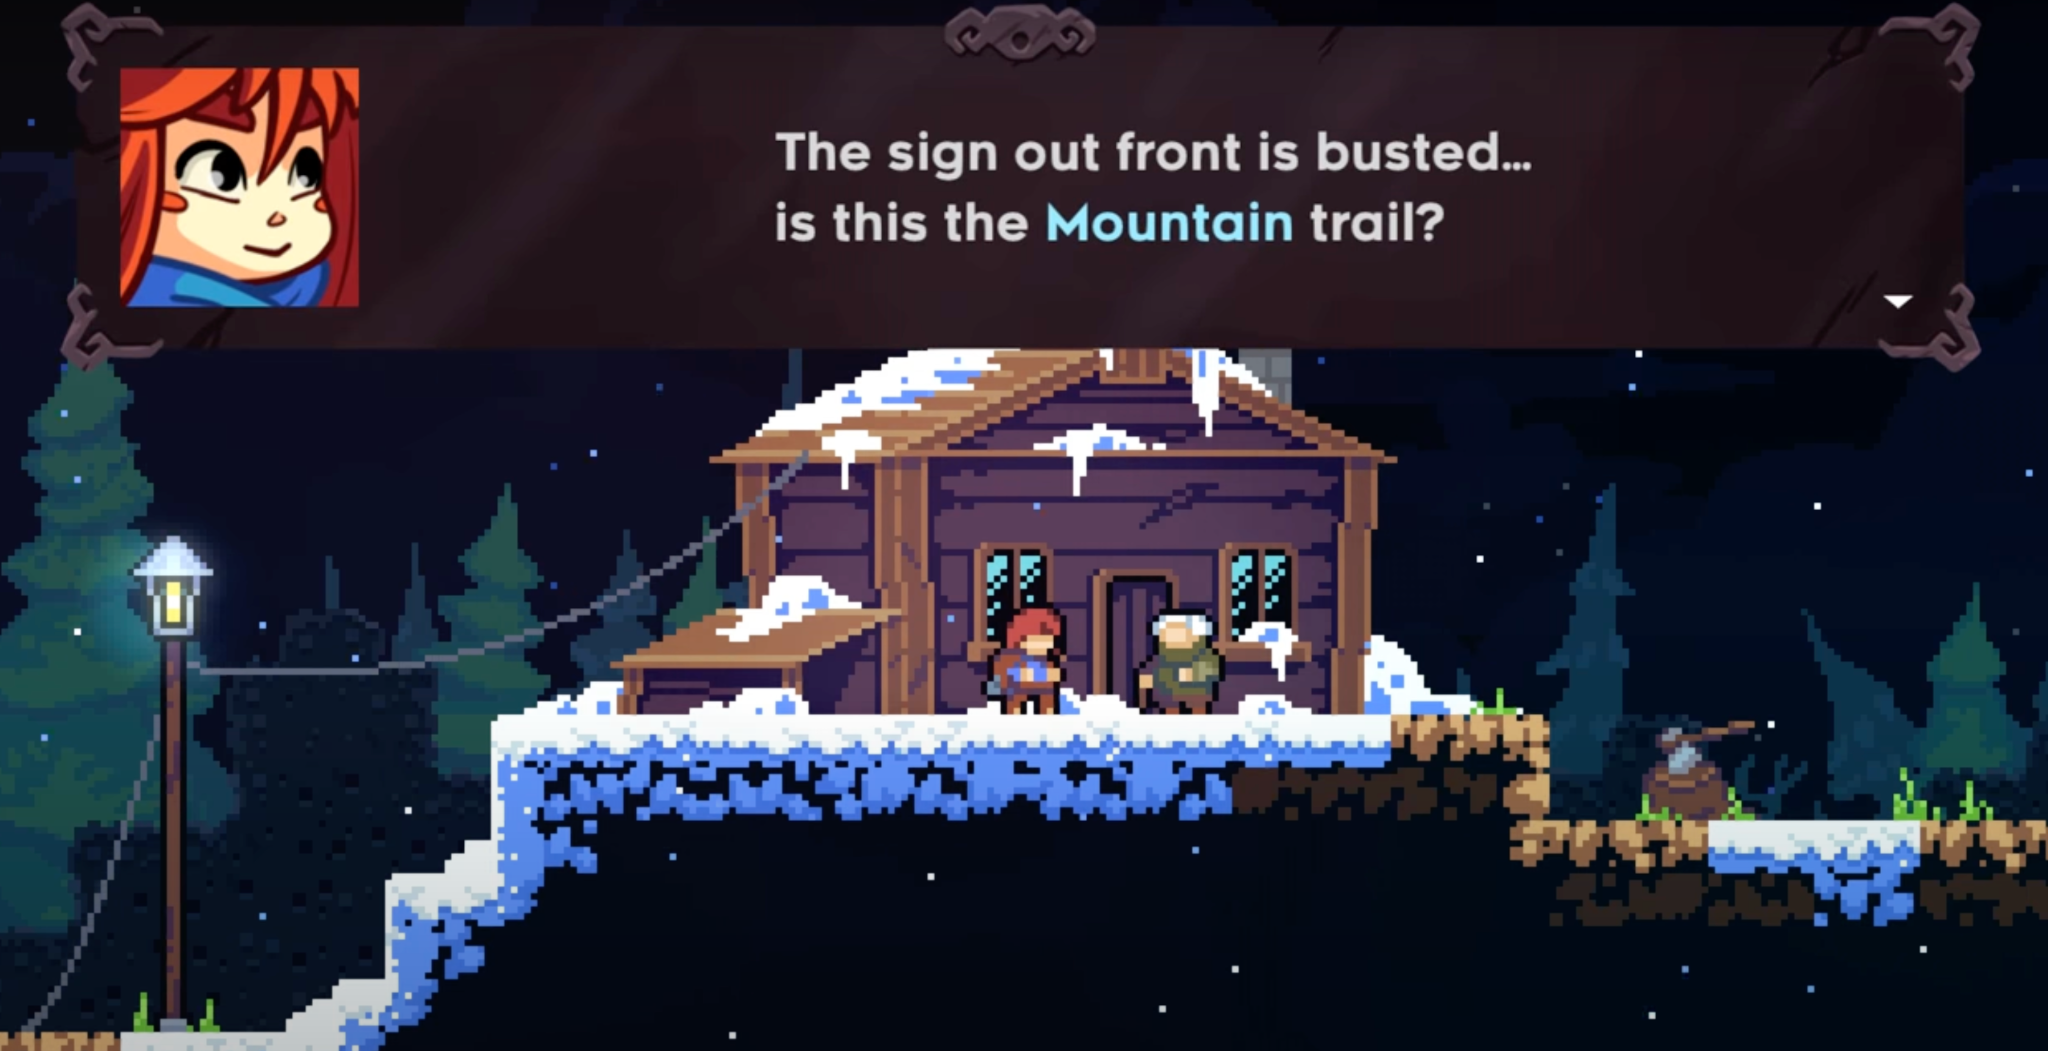 The sign out front is busted...
is this the Mountain trail?